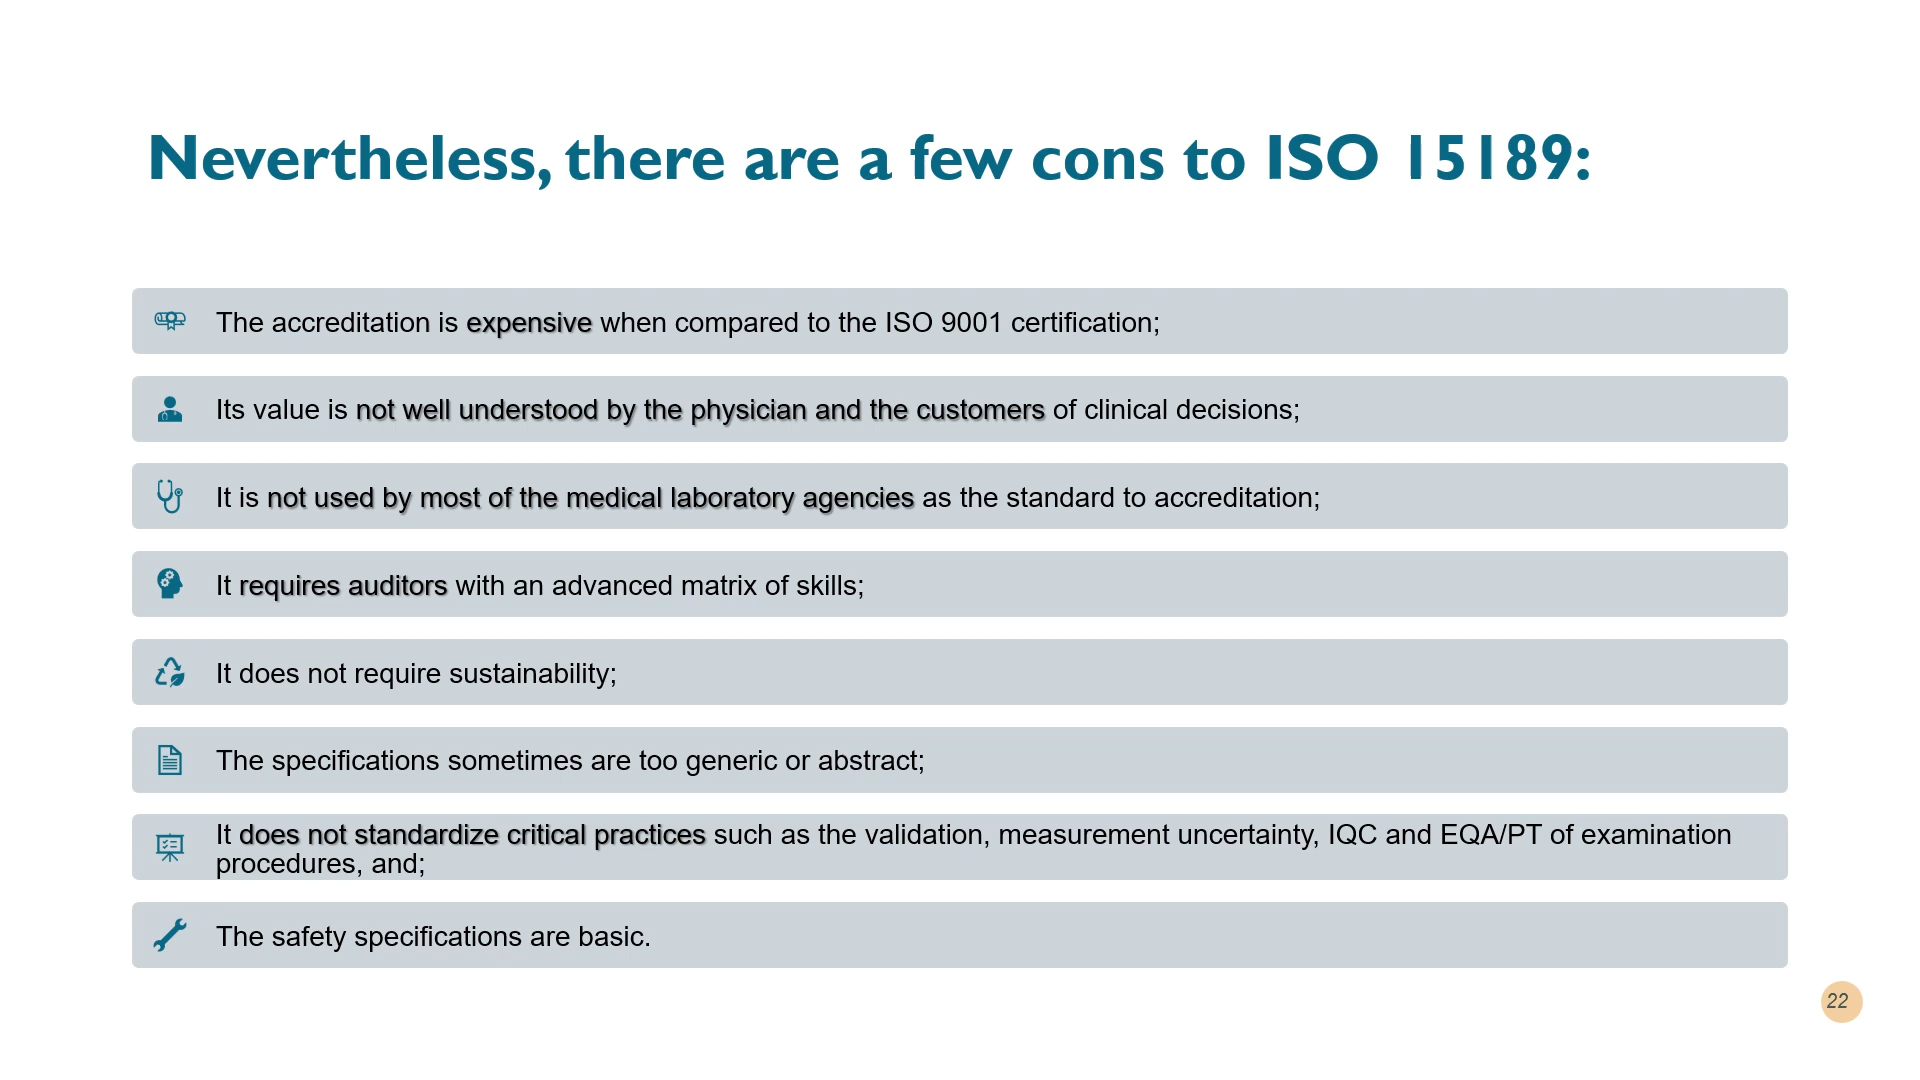 Nevertheless, there are a few cons to ISO 15189:
The accreditation is expensive when compared to the ISO 9001 certification;
Its value is not well understood by the physician and the customers of clinical decisions;
It is not used by most of the medical laboratory agencies as the standard to accreditation;
It requires auditors with an advanced matrix of skills;
It does not require sustainability;
The specifications sometimes are too generic or abstract;
It does not standardize critical practices such as the validation, measurement uncertainty, IQC and EQA/PT of examination
procedures, and;
The safety specifications are basic.
22